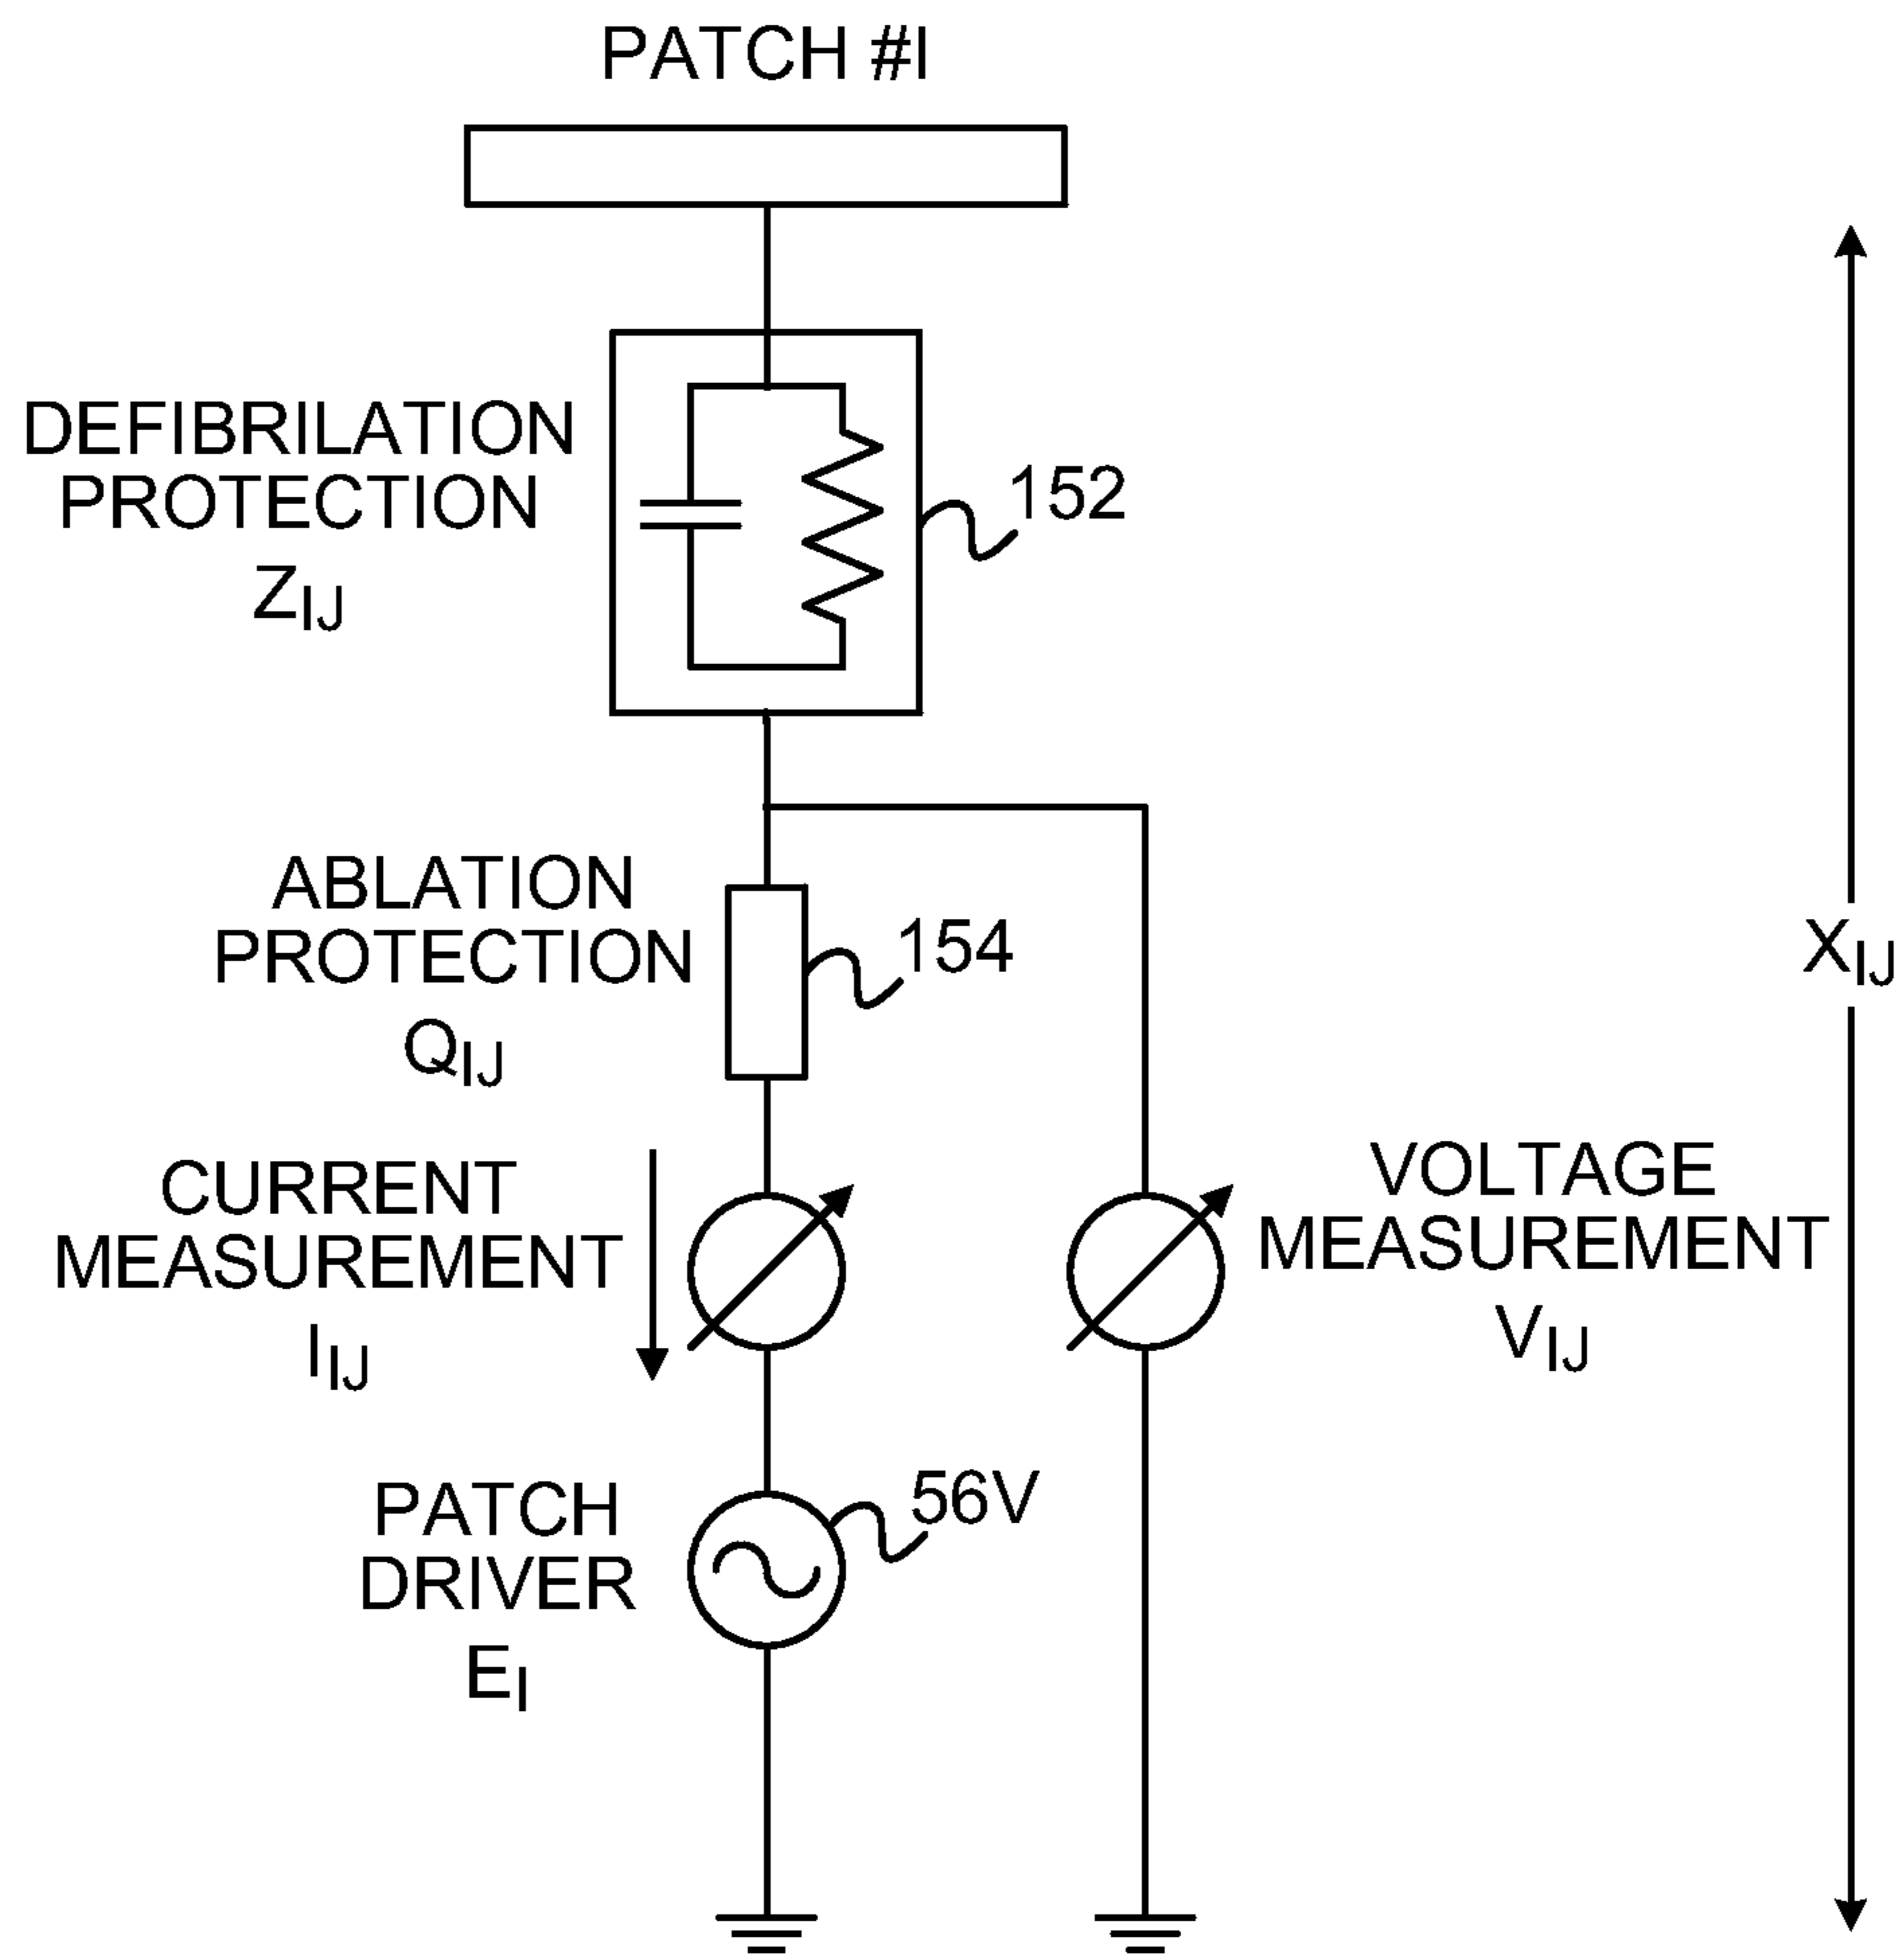 PATCH #I
DEFIBRILATION
PROTECTION
ZIJ
152
ABLATION
PROTECTION
QIJ
154
XIJ
CURRENT
MEASUREMENT
IIJ
VOLTAGE
MEASUREMENT
VIJ
PATCH
DRIVER
EI
56V